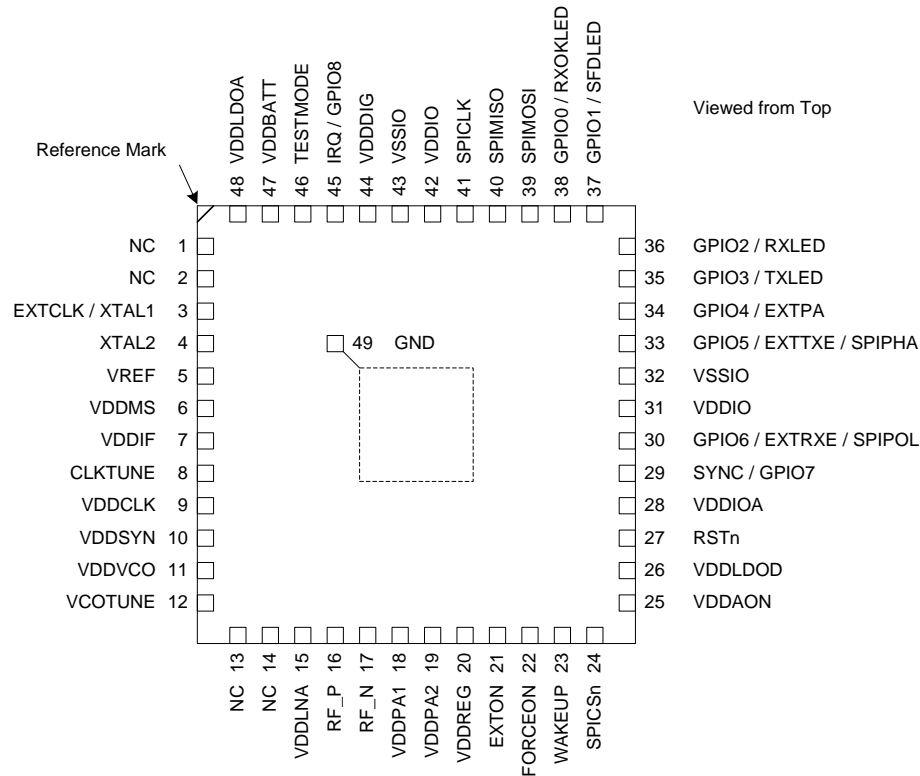 Viewed from Top
Reference Mark
48 VDDLDOA
47 VDDBATT
46 TESTMODE
45 IRQ / GPIO8
44 VDDDIG
43 VSSIO
42 VDDIO
41 SPICLK
40 SPIMISO
39 SPIMOSI
38 GPIO0 / RXOKLED
37 GPIO1 / SFDLED
NC 1
NC 2
EXTCLK / XTAL1 3
XTAL2 4
VREF 5
VDDMS 6
VDDIF 7
CLKTUNE 8
VDDCLK 9
VDDSYN 10
VDDVCO 11
VCOTUNE 12
49 GND
36 GPIO2 / RXLED
35 GPIO3 / TXLED
34 GPIO4 / EXTPA
33 GPIO5 / EXTTXE / SPIPHA
32 VSSIO
31 VDDIO
30 GPIO6 / EXTRXE / SPIPOL
29 SYNC / GPIO7
28 VDDIOA
27 RSTn
26 VDDLDOD
25 VDDAON
NC 13
NC 14
VDDLNA 15
RF_P 16
RF_N 17
VDDPA1 18
VDDPA2 19
VDDREG 20
EXTON 21
FORCEON 22
WAKEUP 23
SPICSn 24